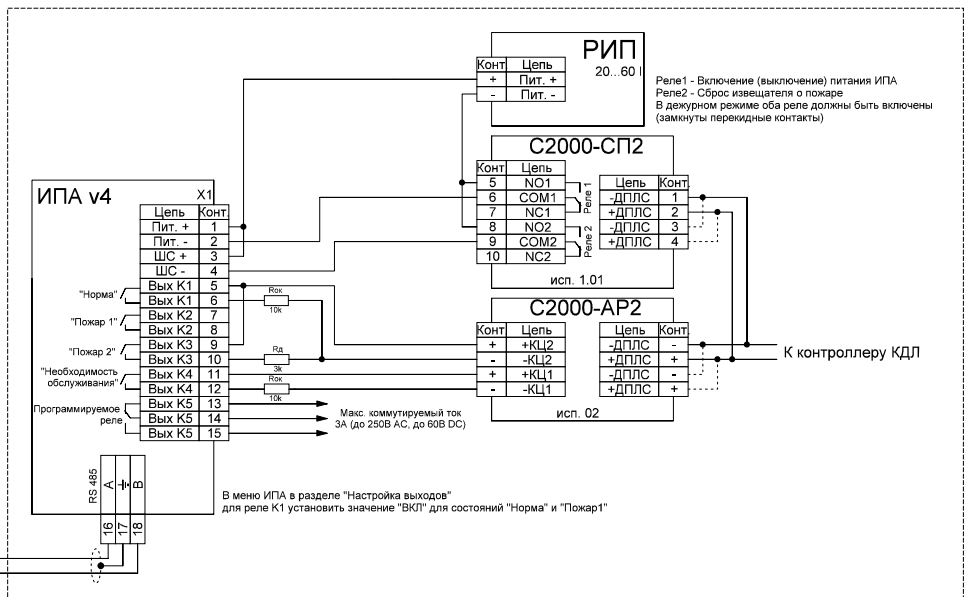 РИП
20...60
Конт Цепь
+ Пит. +
- Пит. -
Реле1 - Включение (выключение) питания ИПА
Реле2 - Сброс извещателя о пожаре
В дежурном режиме оба реле должны быть включены
(замкнуты перекидные контакты)
С2000-СП2
Конт Цепь
5 NO1
6 COM1
7 NC1
8 NO2
9 COM2
10 NC2
Реле 1
Реле 2
Цепь Конт.
-ДПЛС 1
+ДПЛС 2
-ДПЛС 3
+ДПЛС 4
исп. 1.01
ИПА v4
X1
Цепь Конт.
Пит. + 1
Пит. - 2
ШС + 3
ШС - 4
Вых К1 5
Вых К1 6
Вых К2 7
Вых К2 8
Вых К3 9
Вых К3 10
Вых К4 11
Вых К4 12
Вых К5 13
Вых К5 14
Вых К5 15
"Норма"
"Пожар 1"
"Пожар 2"
"Необходимость
обслуживания"
Программируемое
реле
Rок
10k
Rд
3k
Rок
10k
С2000-АР2
Конт Цепь
+ +КЦ2
- -КЦ2
+ +КЦ1
- -КЦ1
Цепь Конт.
-ДПЛС -
+ДПЛС +
-ДПЛС -
+ДПЛС +
исп. 02
К контроллеру КДЛ
Макс. коммутируемый ток
3А (до 250В AC, до 60В DC)
RS 485
A
B
16 17 18
В меню ИПА в разделе "Настройка выходов"
для реле К1 установить значение "ВКЛ" для состояний "Норма" и "Пожар1"